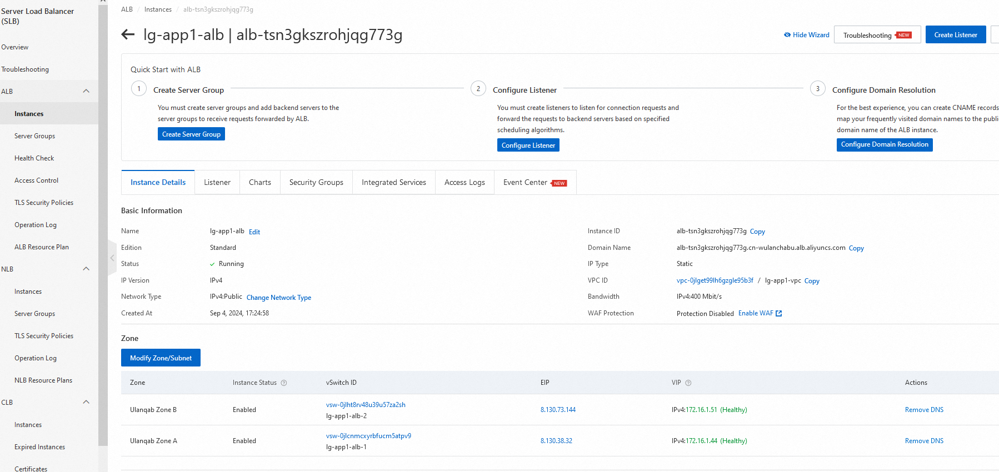 Server Load Balancer
(SLB)
Overview
Troubleshooting
ALB
Instances
Server Groups
Health Check
Access Control
TLS Security Policies
Operation Log
ALB Resource Plan
NLB
Instances
Server Groups
TLS Security Policies
Operation Log
NLB Resource Plans
CLB
Instances
Expired Instances
Certificates
ALB / Instances / alb-tsn3gkszrohjqg773g
lg-app1-alb | alb-tsn3gkszrohjqg773g
Hide Wizard
Troubleshooting NEW
Create Listener
Quick Start with ALB
1 Create Server Group
You must create server groups and add backend servers to the
server groups to receive requests forwarded by ALB.
Create Server Group
2 Configure Listener
You must create listeners to listen for connection requests and
forward the requests to backend servers based on specified
scheduling algorithms.
Configure Listener
3 Configure Domain Resolution
For the best experience, you can create CNAME records
map your frequently visited domain names to the publi
domain name of the ALB instance.
Configure Domain Resolution
Instance Details Listener Charts Security Groups Integrated Services Access Logs Event Center NEW
Basic Information
Name lg-app1-alb Edit
Instance ID alb-tsn3gkszrohjqg773g Copy
Edition Standard
Domain Name alb-tsn3gkszrohjqg773g.cn-wulanchabu.alb.aliyuncs.com Copy
Status Running
IP Type Static
IP Version IPv4
VPC ID vpc-0jlget99lh6gzgle95b3f / lg-app1-vpc Copy
Network Type IPv4:Public Change Network Type
Bandwidth IPv4:400 Mbit/s
Created At Sep 4, 2024, 17:24:58
WAF Protection Protection Disabled Enable WAF
Zone
Modify Zone/Subnet
Zone Instance Status vSwitch ID EIP VIP Actions
Ulanqab Zone B Enabled vsw-0jlht8rv48u39u57za2sh 8.130.73.144 IPv4:172.16.1.51 (Healthy) Remove DNS
lg-app1-alb-2
Ulanqab Zone A Enabled vsw-0jlcnmcxyrbfucm5atpv9 8.130.38.32 IPv4:172.16.1.44 (Healthy) Remove DNS
lg-app1-alb-1